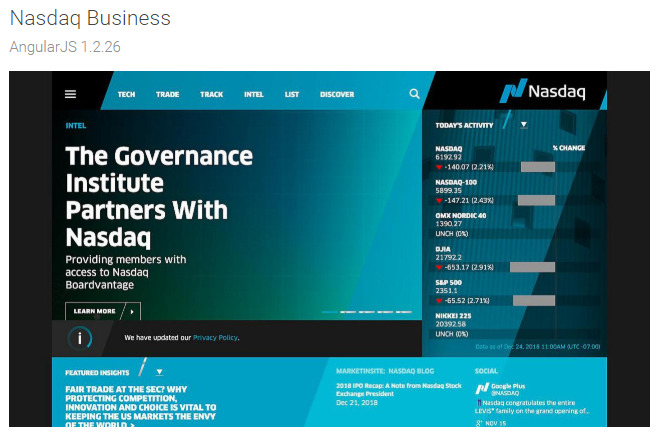 Nasdaq Business
AngularJS 1.2.26
TECH TRADE TRACK INTEL LIST DISCOVER
Nasdaq
INTEL
The Governance
Institute
Partners With
Nasdaq
Providing members with
access to Nasdaq
Boardvantage
LEARN MORE
We have updated our Privacy Policy.
TODAY'S ACTIVITY
% CHANGE
NASDAQ
6192.92
-140.07 (2.21%)
NASDAQ-100
5899.35
-147.21 (2.43%)
OMX NORDIC 40
1390.27
UNCH (0%)
DJIA
21792.2
-653.17 (2.91%)
S&P 500
2351.1
-65.52 (2.71%)
NIKKEI 225
20392.58
UNCH (0%)
Data as of Dec 24, 2018 11:00AM (UTC -07:00)
FEATURED INSIGHTS
FAIR TRADE AT THE SEC? WHY
PROTECTING COMPETITION,
INNOVATION AND CHOICE IS VITAL TO
KEEPING THE US MARKETS THE ENVY
OF THE WORLD >
MARKETINSITE: NASDAQ BLOG
2018 IPO Recap: A Note from Nasdaq Stock
Exchange President
Dec 21, 2018
SOCIAL
Google Plus
@NASDAQ
Nasdaq congratulates the entire
LEVIS® family on the grand opening of..
g+ NOV 15